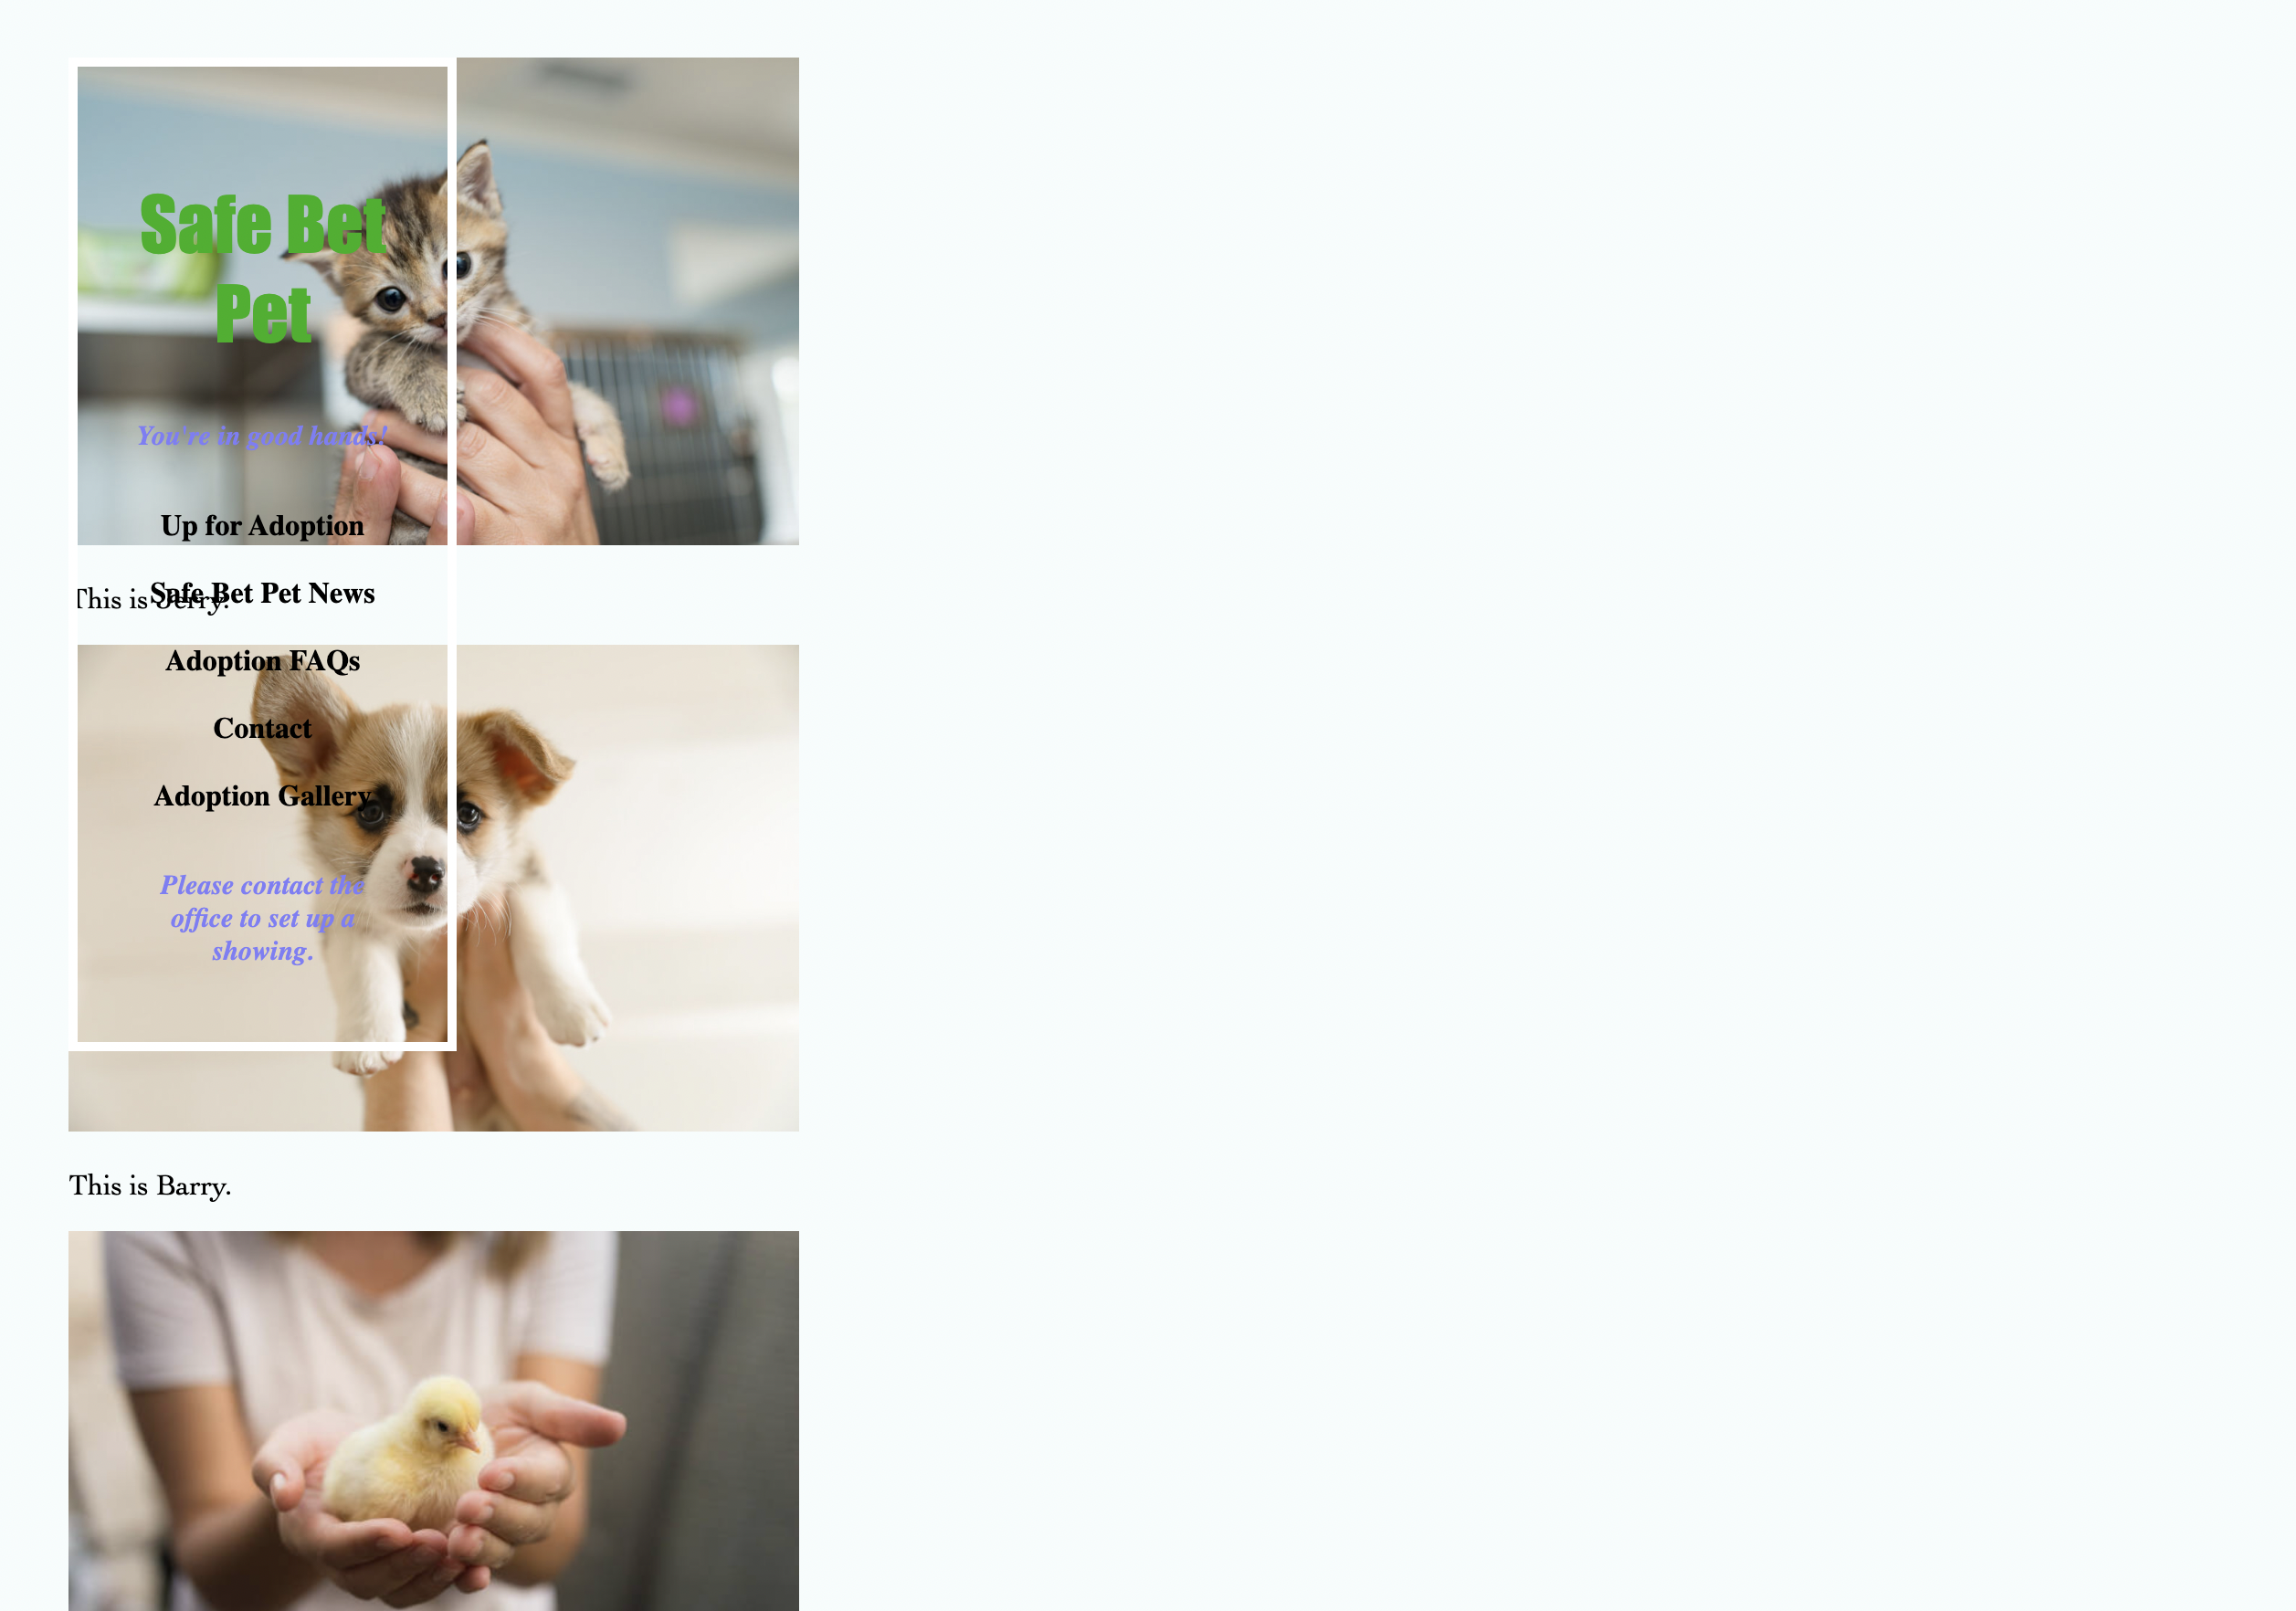 Safe Bet
Pet
You're in good hands!
Up for Adoption
Safe Bet Pet News
This is Jerry.
Adoption FAQs
Contact
Adoption Gallery
Please contact the
office to set up a
showing.
This is Barry.